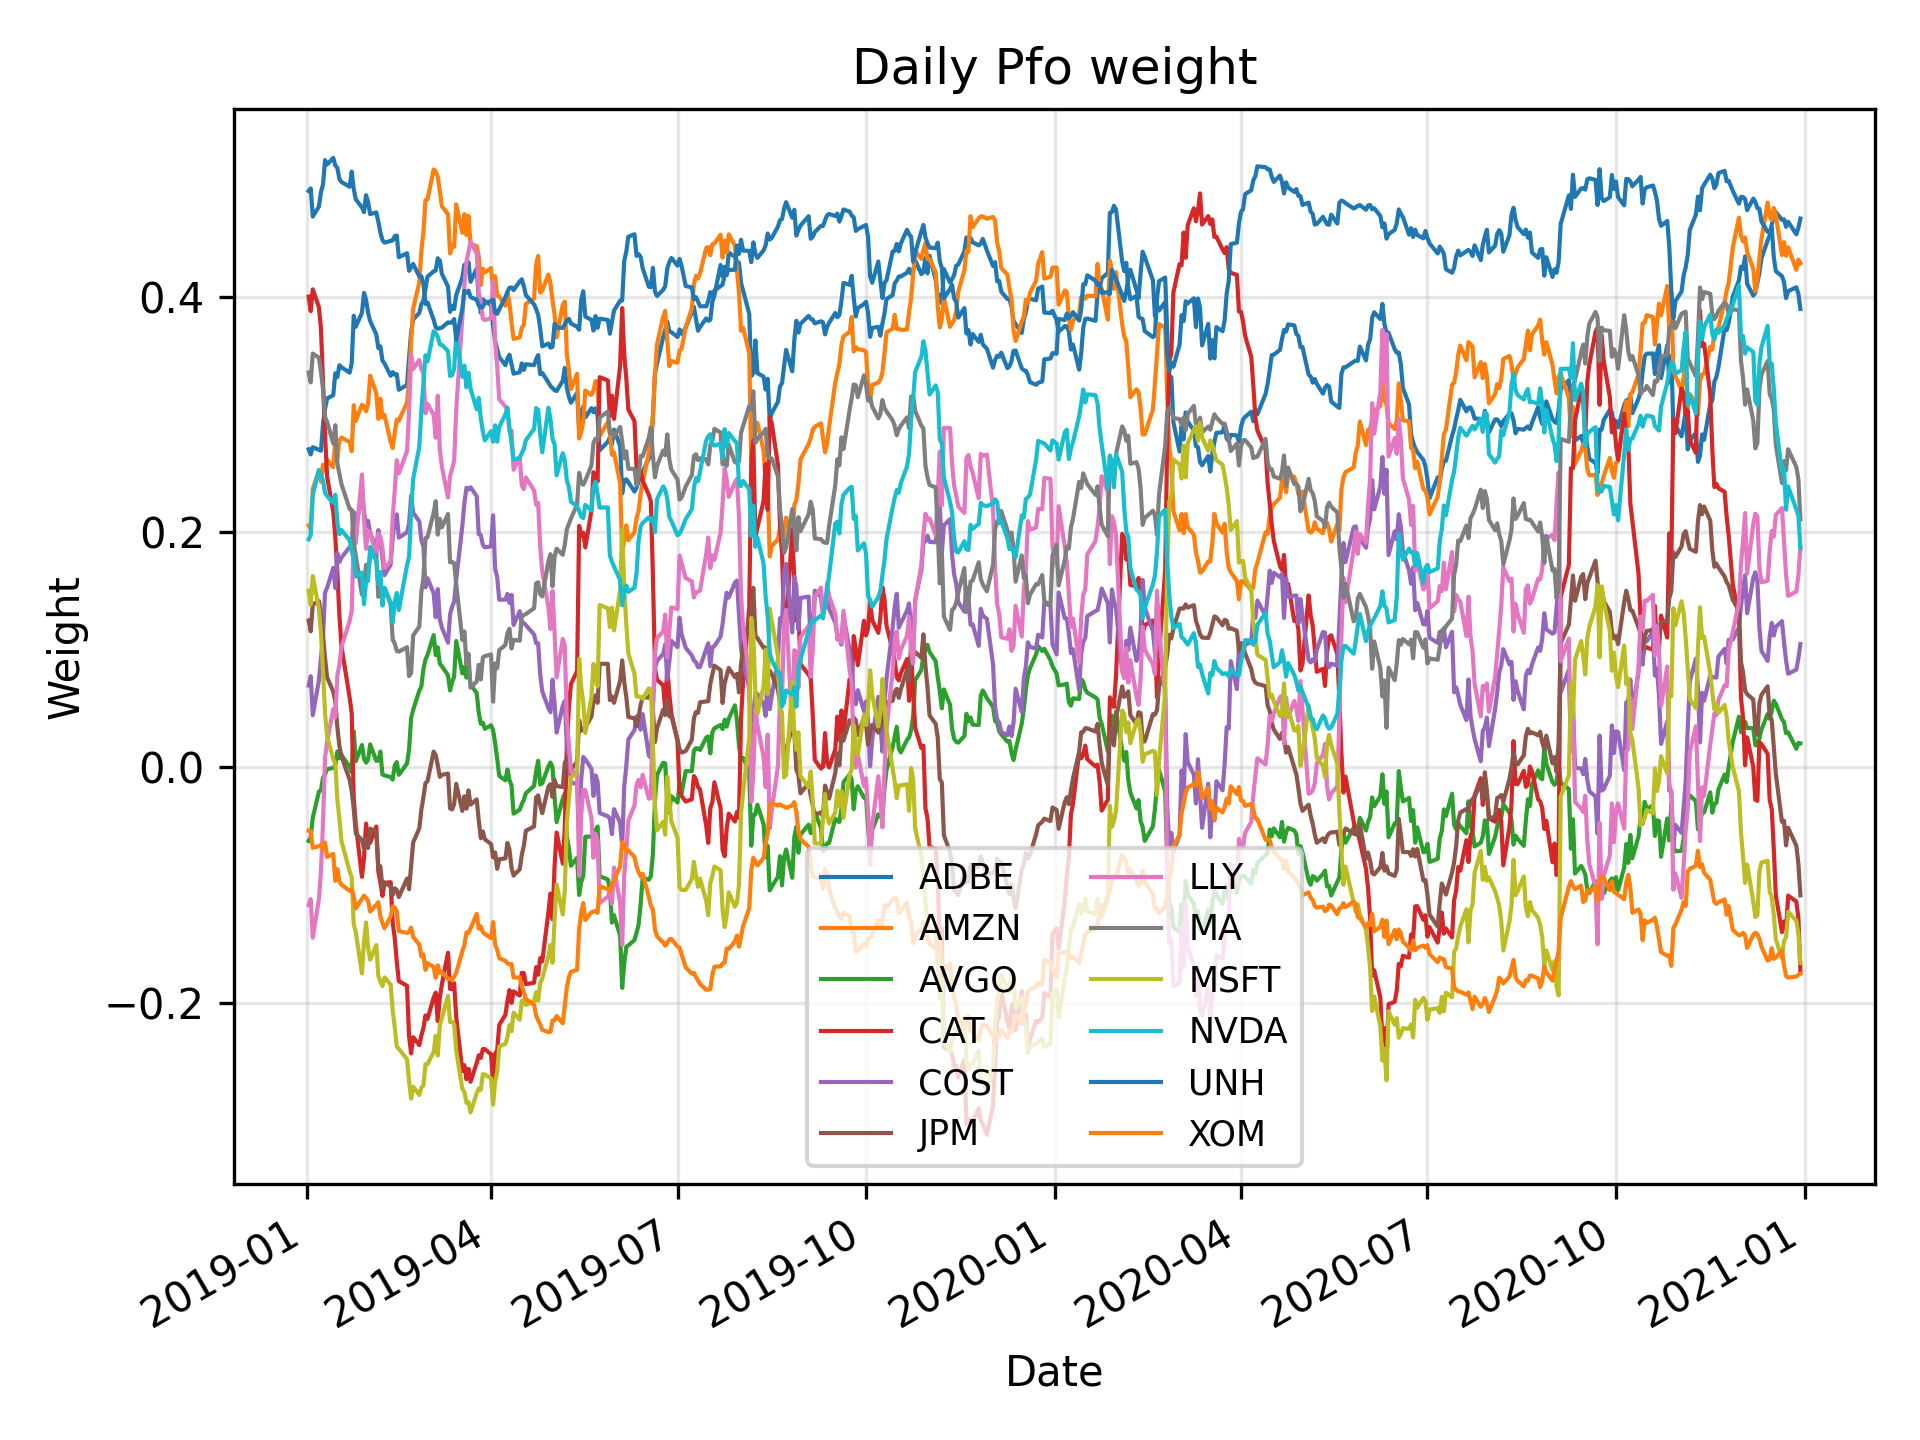 Daily Pfo weight
Weight
0.4
0.2
0.0
−0.2
ADBE
AMZN
AVGO
CAT
COST
JPM
LLY
MA
MSFT
NVDA
UNH
XOM
2019-01
2019-04
2019-07
2019-10
2020-01
2020-04
2020-07
2020-10
2021-01
Date